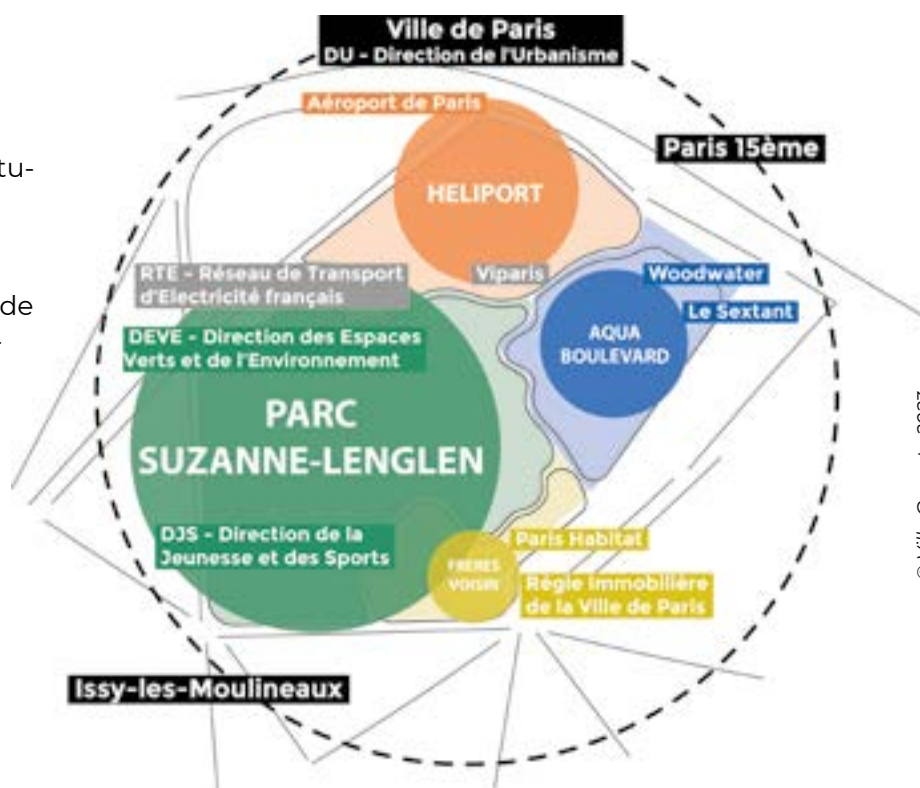 Ville de Paris
DU - Direction de l'Urbanisme
Aéroport de Paris
Paris 15ème
tu-
HELIPORT
RTE - Réseau de Transport
d'Electricité français
Viparis
Woodwater
de
Le Sextant
DEVE - Direction des Espaces
Verts et de l'Environnement
AQUA
BOULEVARD
PARC
SUZANNE-LENGLEN
DJS - Direction de la
Jeunesse et des Sports
Paris Habitat
FRÈRES
VOISIN
Régie Immobilière
de la Ville de Paris
Issy-les-Moulineaux